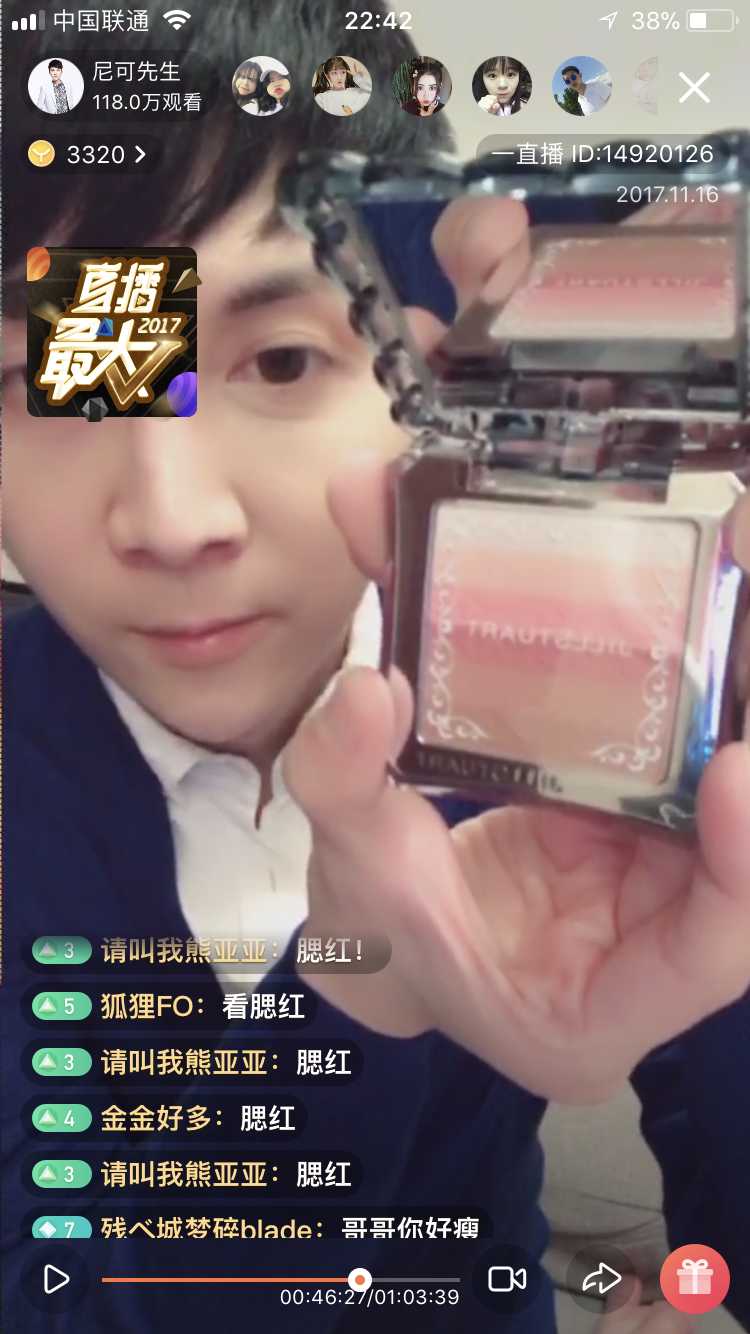 中国联通
22:42
38%
尼可先生
118.0万观看
3320
一直播 ID:14920126
2017.11.16
直播
2017
最大
JILLSTUART
JILLSTUART
3 请叫我熊亚亚：腮红！
5 狐狸FO：看腮红
3 请叫我熊亚亚：腮红
4 金金好多：腮红
3 请叫我熊亚亚：腮红
7 残べ城梦碎blade：哥哥你好瘦
00:46:27/01:03:39